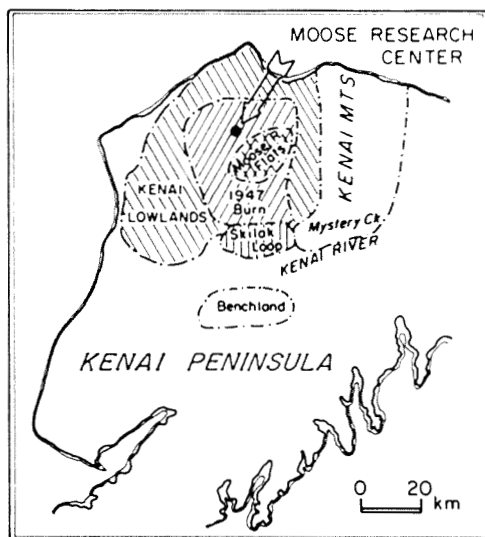 MOOSE RESEARCH
CENTER
KENAI MTS
Moose R.
Flats
KENAI
LOWLANDS
1947
Burn
Skilak
Loop
Mystery Ck.
KENAI RIVER
Benchland
KENAI PENINSULA
0 20
km